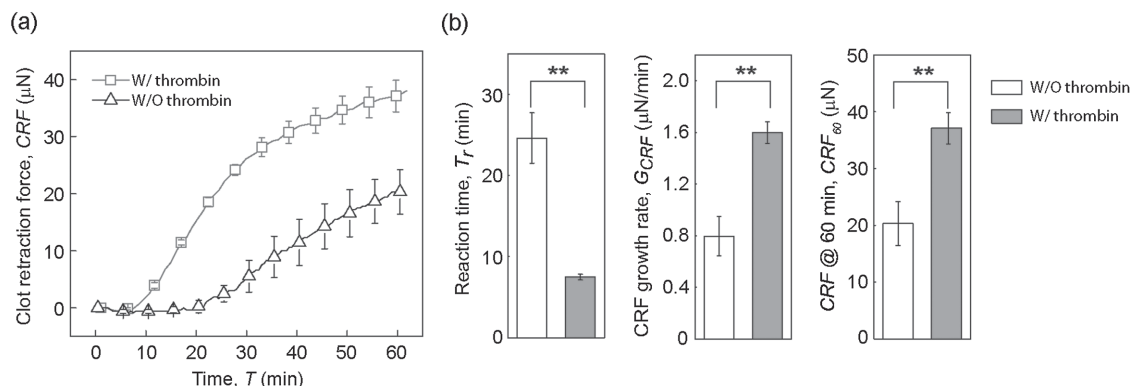 (a)
Clot retraction force, CRF (μN)
40
30
20
10
0
W/ thrombin
W/O thrombin
0 10 20 30 40 50 60
Time, T (min)
(b)
Reaction time, Tr (min)
30
20
10
0
**
CRF growth rate, GCRF (μN/min)
2.0
1.6
1.2
0.8
0.4
0
**
CRF @ 60 min, CRF60 (μN)
50
40
30
20
10
0
**
W/O thrombin
W/ thrombin